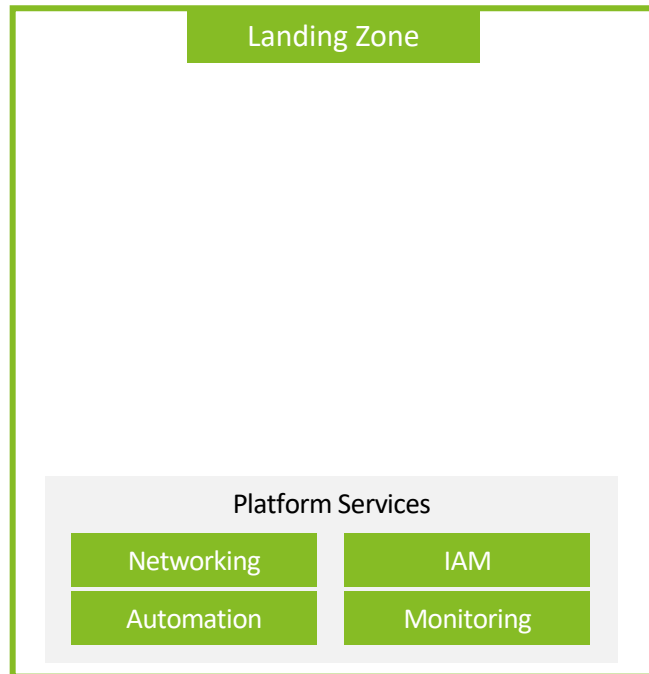 Landing Zone
Platform Services
Networking
IAM
Automation
Monitoring